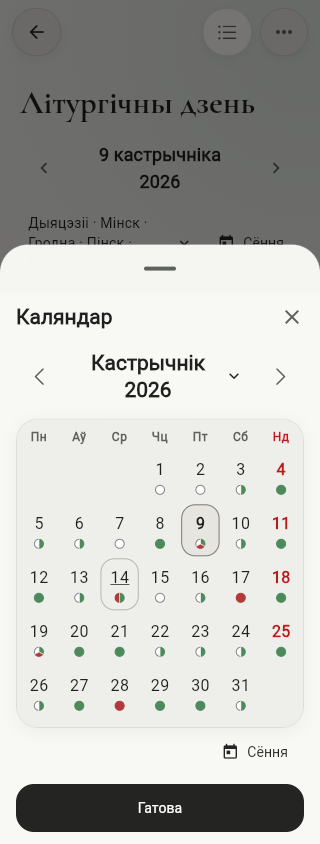 Літургічны дзень
9 кастрычніка
2026
Дыяцэзіі · Мінск ·
Гродна · Пінск ·
Сёння
Каляндар
Кастрычнік
2026
Пн Аў Ср Чц Пт Сб Нд
1 2 3 4
5 6 7 8 9 10 11
12 13 14 15 16 17 18
19 20 21 22 23 24 25
26 27 28 29 30 31
Сёння
Гатова